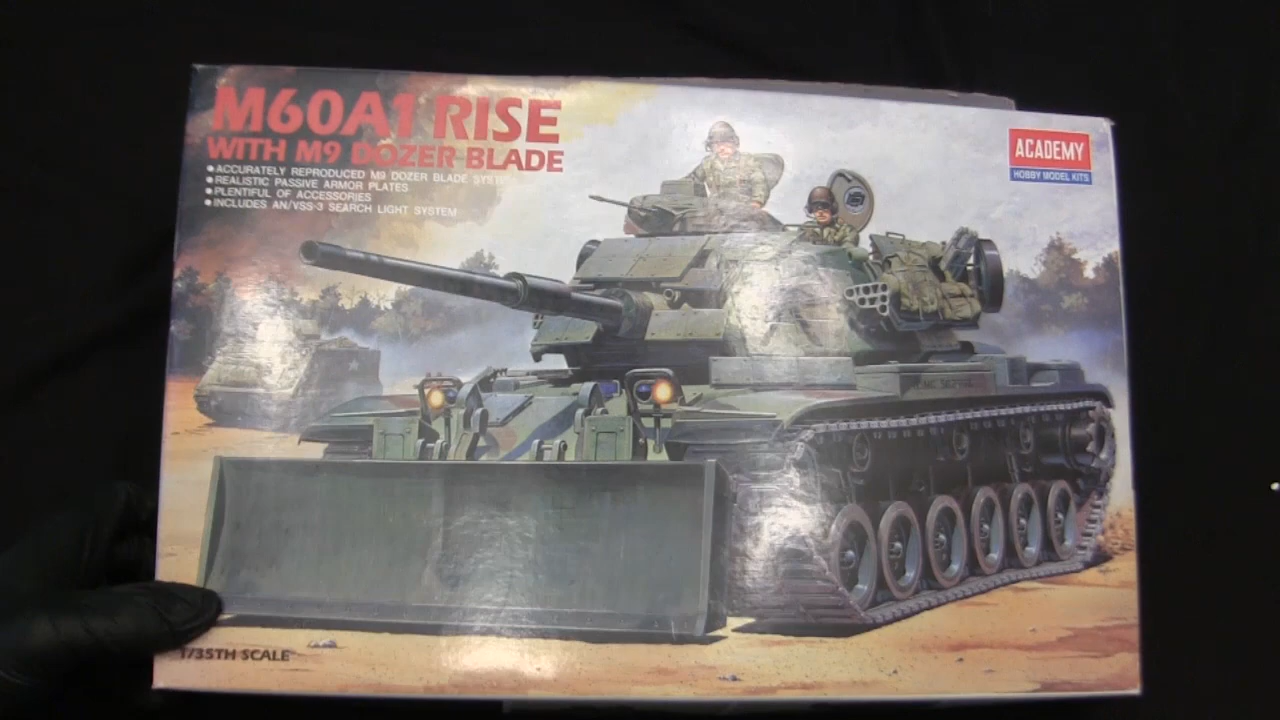 M60A1 RISE
WITH M9 DOZER BLADE
•ACCURATELY REPRODUCED M9 DOZER BLADE
•REALISTIC PASSIVE ARMOR PLATES
•PLENTIFUL OF ACCESSORIES
•INCLUDES AN/VSS-3 SEARCH LIGHT SYSTEM
ACADEMY
HOBBY MODEL KITS
1/35TH SCALE